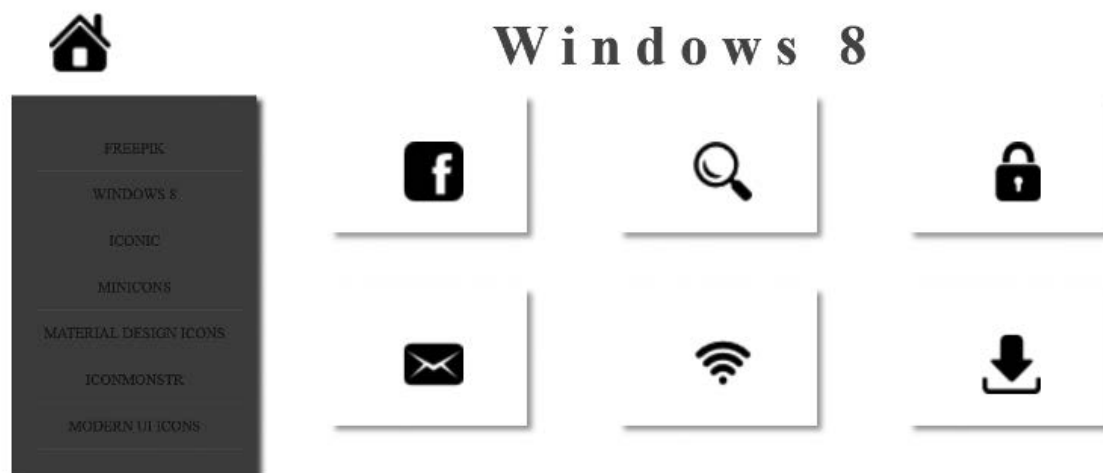 Windows 8
FREEPIK
WINDOWS 8
ICONIC
MINICONS
MATERIAL DESIGN ICONS
ICONMONSTR
MODERN UI ICONS
f